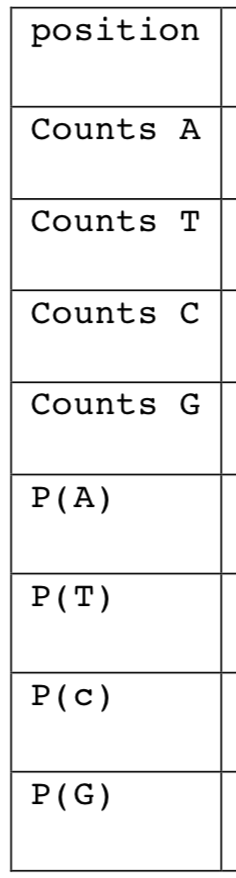 position
Counts A
Counts T
Counts C
Counts G
P(A)
P(T)
P(c)
P(G)